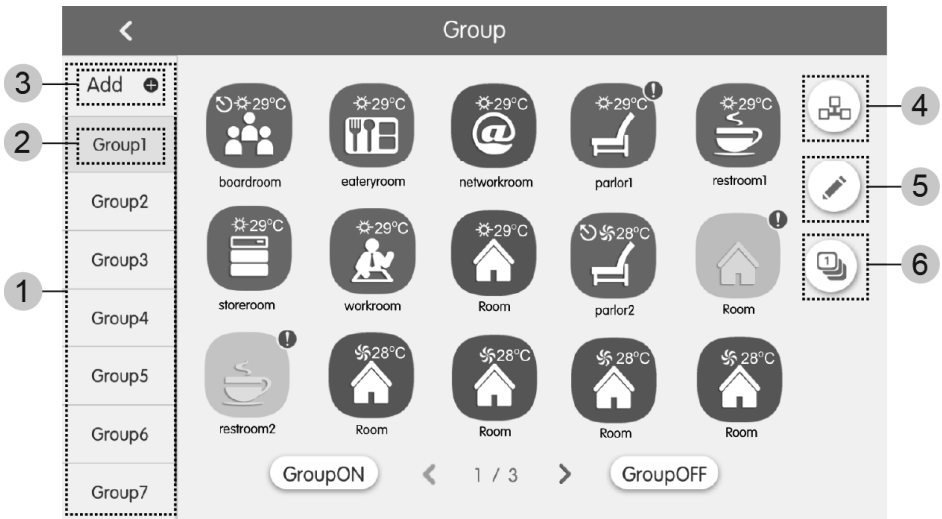 Group
3 Add
2 Group1
Group2
Group3
1
Group4
Group5
Group6
Group7
29°C 29°C 29°C ! 29°C 29°C
@
boardroom eateryroom networkroom parlor1 restroom1
29°C 29°C 29°C 28°C !
storeroom workroom Room parlor2 Room
! 28°C 28°C 28°C 28°C
restroom2 Room Room Room Room
GroupON < 1 / 3 > GroupOFF
4
5
1 6